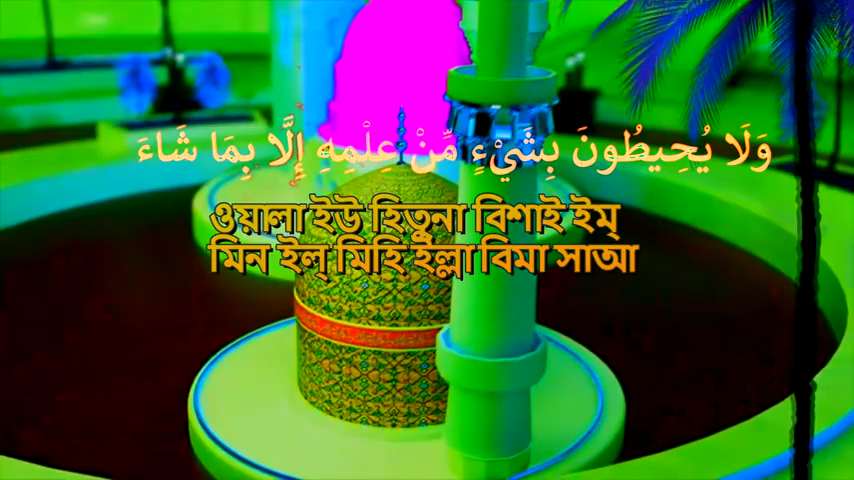 وَلَا يُحِيطُونَ بِشَيْءٍ مِّنْ عِلْمِهِ إِلَّا بِمَا شَاءَ
ওয়ালা ইউ হিতুনা বিশাই ইম্
মিন ইল্ মিহি ইল্লা বিমা সাআ